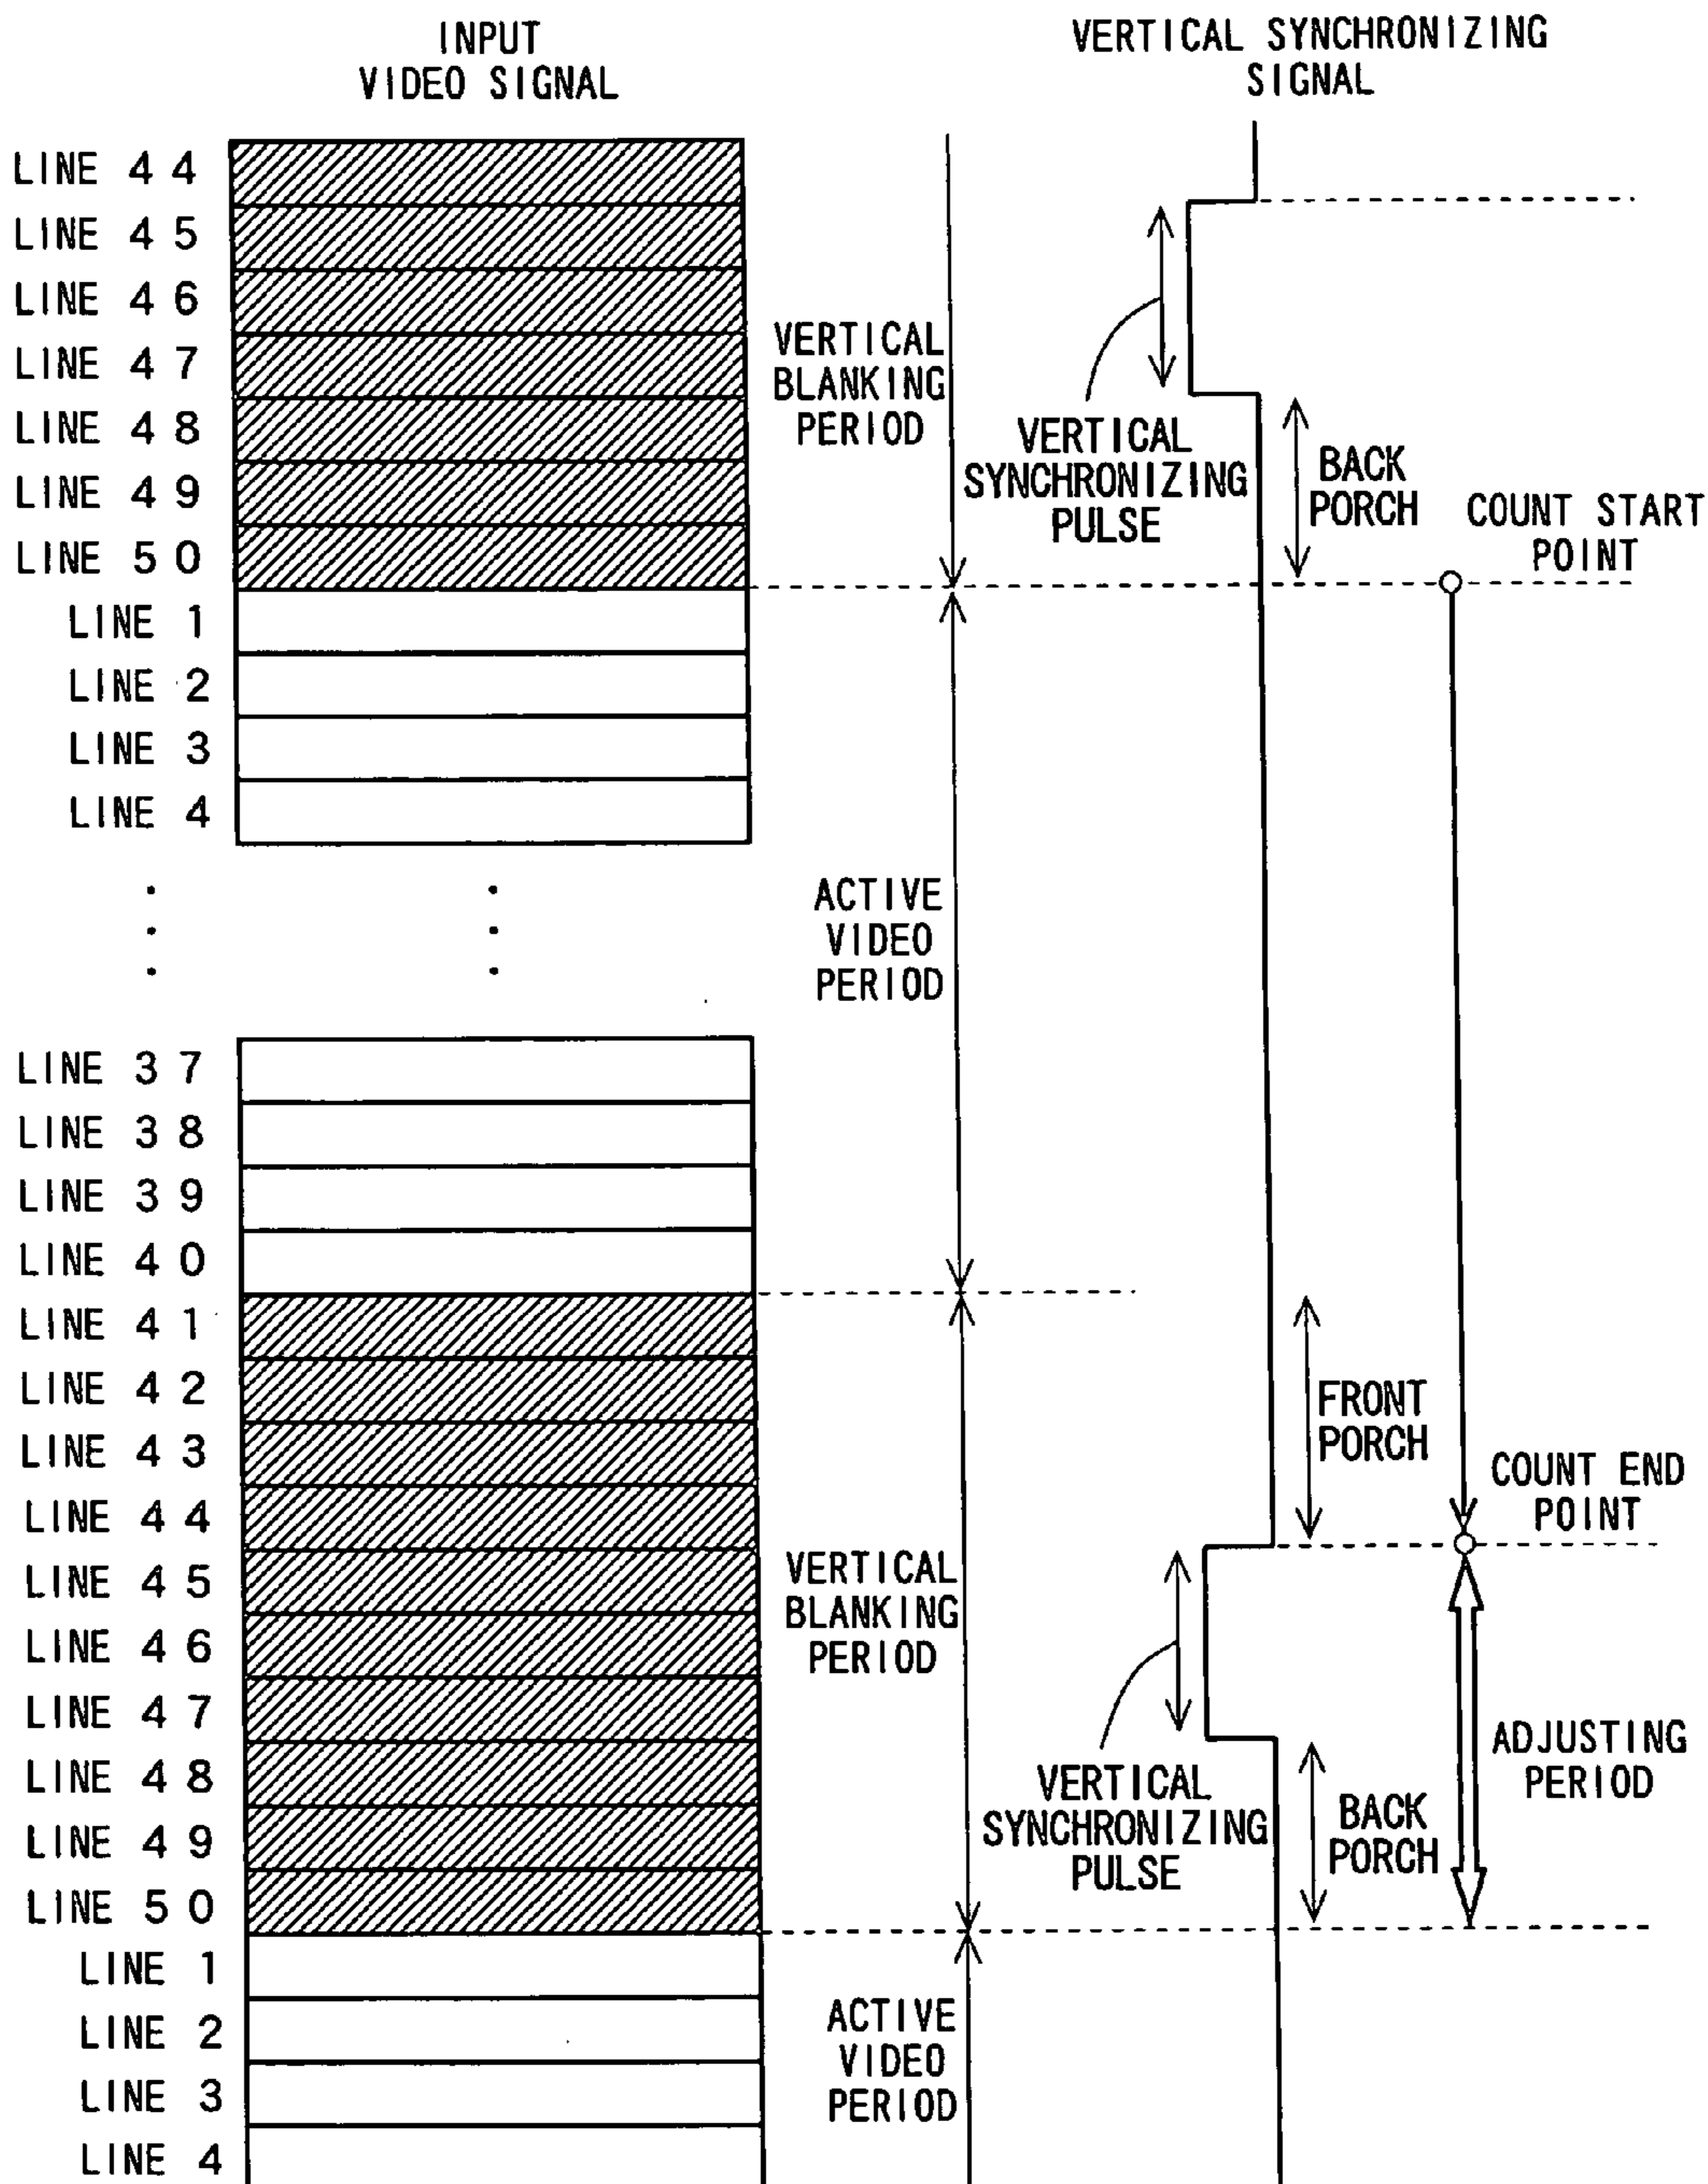 INPUT
VIDEO SIGNAL
VERTICAL SYNCHRONIZING
SIGNAL
LINE 44
LINE 45
LINE 46
LINE 47
LINE 48
LINE 49
LINE 50
LINE 1
LINE 2
LINE 3
LINE 4
VERTICAL
BLANKING
PERIOD
VERTICAL
SYNCHRONIZING
PULSE
BACK
PORCH
COUNT START
POINT
ACTIVE
VIDEO
PERIOD
LINE 37
LINE 38
LINE 39
LINE 40
LINE 41
LINE 42
LINE 43
LINE 44
LINE 45
LINE 46
LINE 47
LINE 48
LINE 49
LINE 50
LINE 1
LINE 2
LINE 3
LINE 4
FRONT
PORCH
COUNT END
POINT
VERTICAL
BLANKING
PERIOD
VERTICAL
SYNCHRONIZING
PULSE
BACK
PORCH
ADJUSTING
PERIOD
ACTIVE
VIDEO
PERIOD